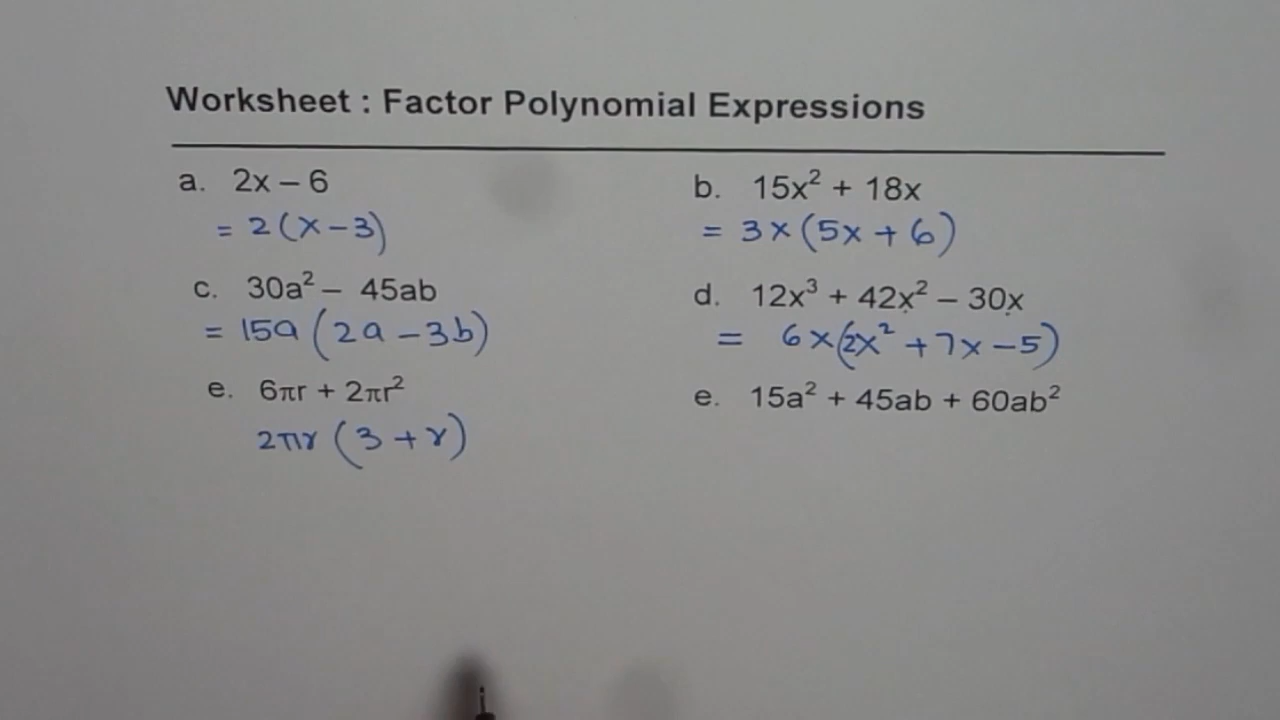 Worksheet : Factor Polynomial Expressions
a. 2x – 6
= 2(x-3)
b. 15x² + 18x
= 3x(5x+6)
c. 30a² – 45ab
= 15a(2a-3b)
d. 12x³ + 42x² – 30x
= 6x(2x²+7x-5)
e. 6πr + 2πr²
2πr(3+r)
e. 15a² + 45ab + 60ab²